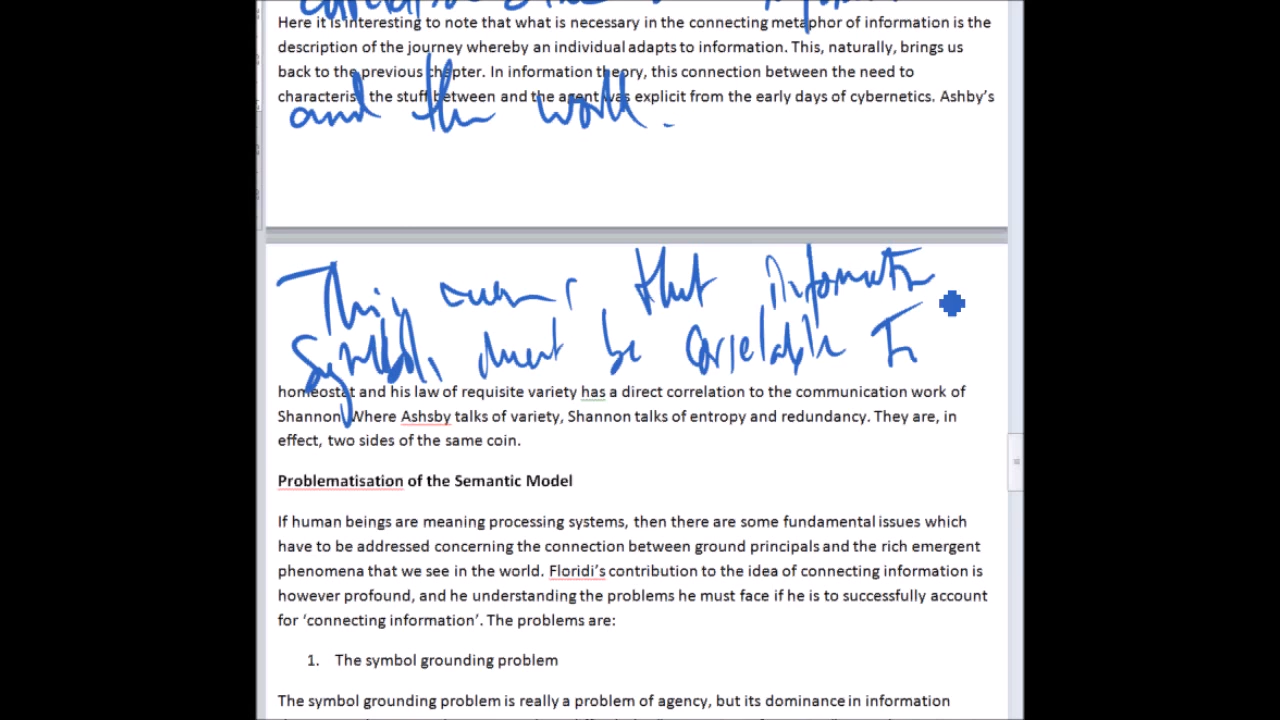 Here it is interesting to note that what is necessary in the connecting metaphor of information is the
description of the journey whereby an individual adapts to information. This, naturally, brings us
back to the previous chapter. In information theory, this connection between the need to
characterise the stuff between and the agent was explicit from the early days of cybernetics. Ashby's
and the world.
This means that information
symbols must be correlatable to
homeostat and his law of requisite variety has a direct correlation to the communication work of
Shannon. Where Ashsby talks of variety, Shannon talks of entropy and redundancy. They are, in
effect, two sides of the same coin.
Problematisation of the Semantic Model
If human beings are meaning processing systems, then there are some fundamental issues which
have to be addressed concerning the connection between ground principals and the rich emergent
phenomena that we see in the world. Floridi's contribution to the idea of connecting information is
however profound, and he understanding the problems he must face if he is to successfully account
for 'connecting information'. The problems are:
1. The symbol grounding problem
The symbol grounding problem is really a problem of agency, but its dominance in information